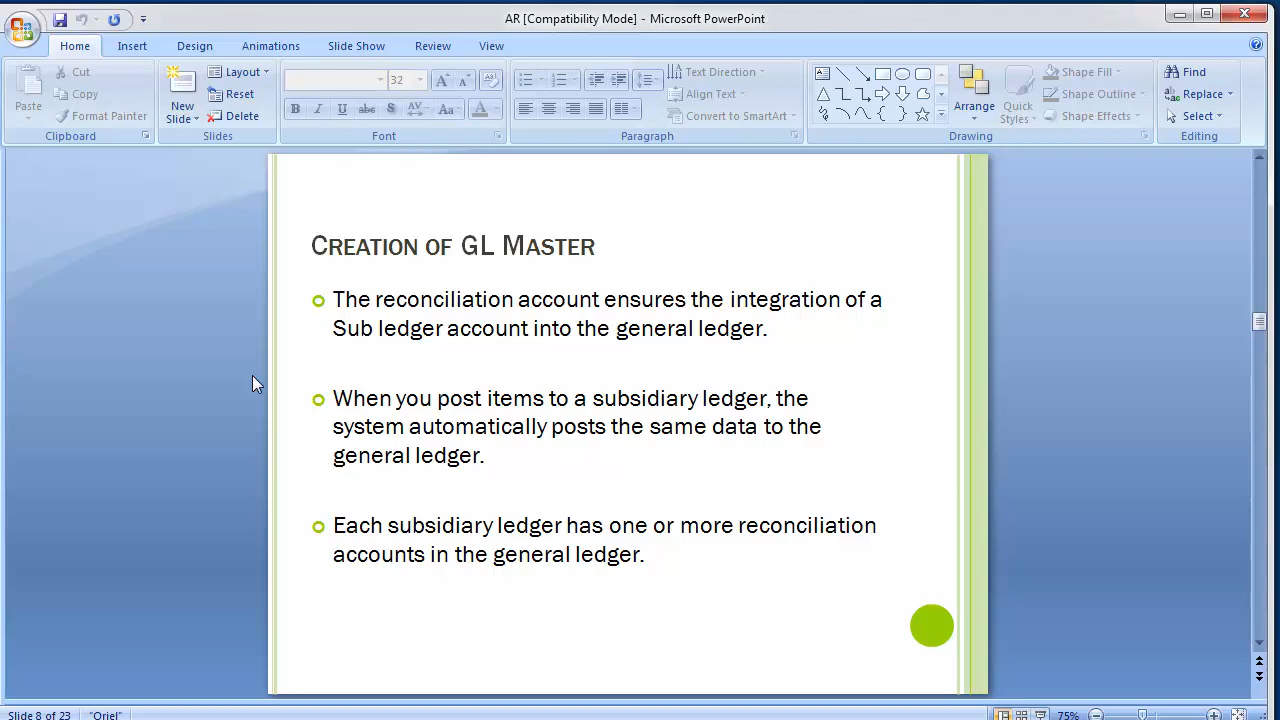 AR [Compatibility Mode] - Microsoft PowerPoint
Home Insert Design Animations Slide Show Review View
Paste
Cut
Copy
Format Painter
Clipboard
New Slide
Layout
Reset
Delete
Slides
32
B I U abc S AV Aa A
Font
Text Direction
Align Text
Convert to SmartArt
Paragraph
Arrange
Quick Styles
Shape Fill
Shape Outline
Shape Effects
Drawing
Find
Replace
Select
Editing
CREATION OF GL MASTER
The reconciliation account ensures the integration of a
Sub ledger account into the general ledger.
When you post items to a subsidiary ledger, the
system automatically posts the same data to the
general ledger.
Each subsidiary ledger has one or more reconciliation
accounts in the general ledger.
Slide 8 of 23 "Oriel" 75%